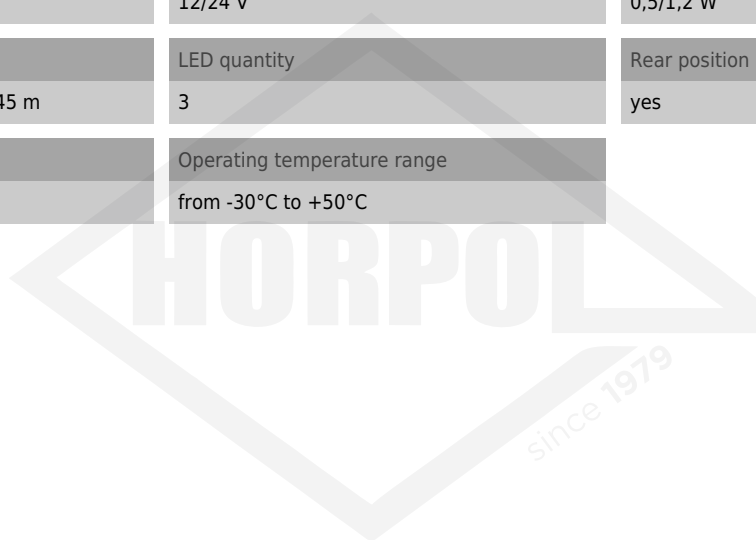 12/24 V
0,5/1,2 W
LED quantity
Rear position
45 m
3
yes
Operating temperature range
from -30°C to +50°C
HORPOL
since 1979